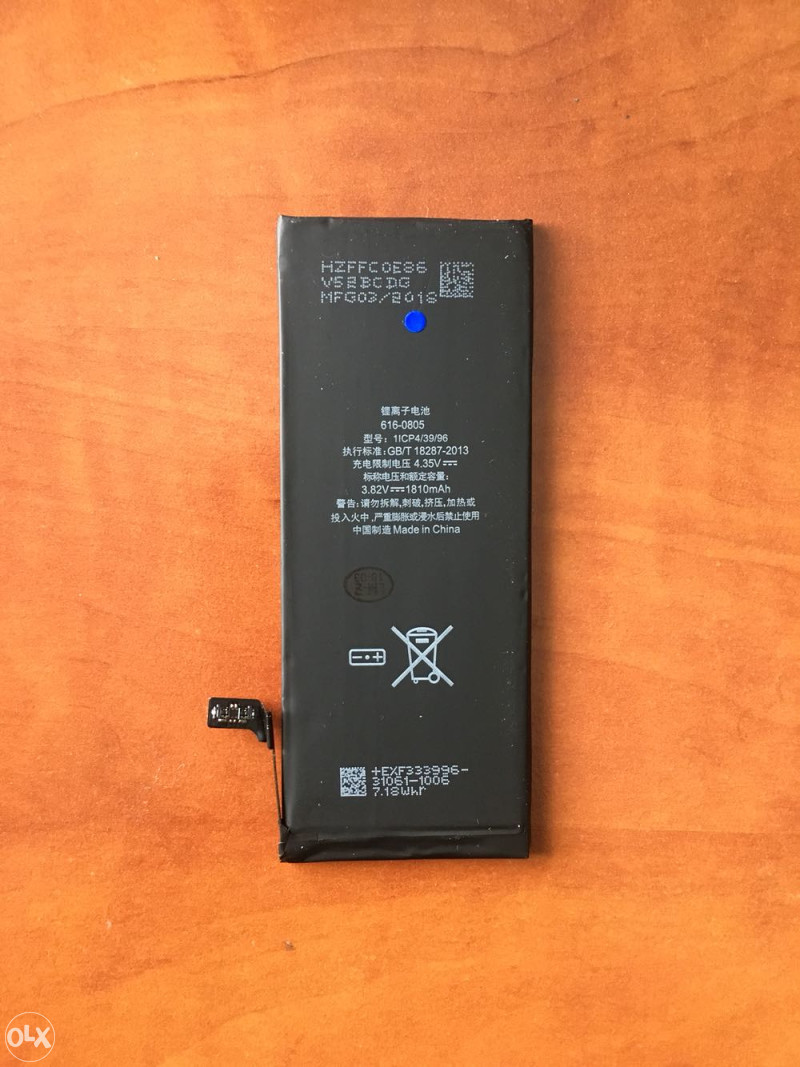 HZFFC0E86
V52BCDG
MFG03/2018
锂离子电池
616-0805
型号: 1ICP4/39/96
执行标准: GB/T 18287-2013
充电限制电压 4.35V
标称电压和额定容量:
3.82V 1810mAh
警告:请勿拆解,刺破,挤压,加热或
投入火中,严重膨胀或浸水后禁止使用
中国制造 Made in China
+EXF333996-
31061-1006
7.18Whr
OLX